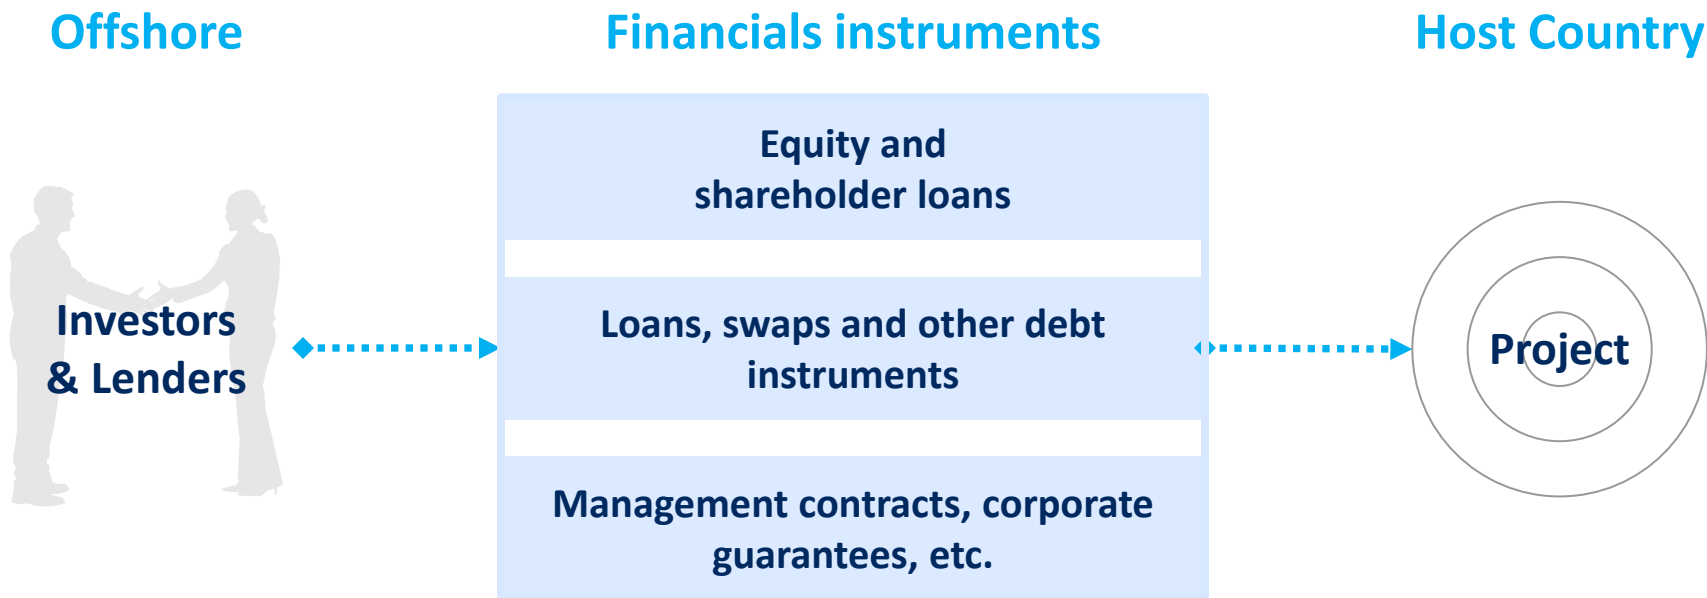 Offshore
Financials instruments
Host Country
Investors
& Lenders
Equity and
shareholder loans
Loans, swaps and other debt
instruments
Management contracts, corporate
guarantees, etc.
Project